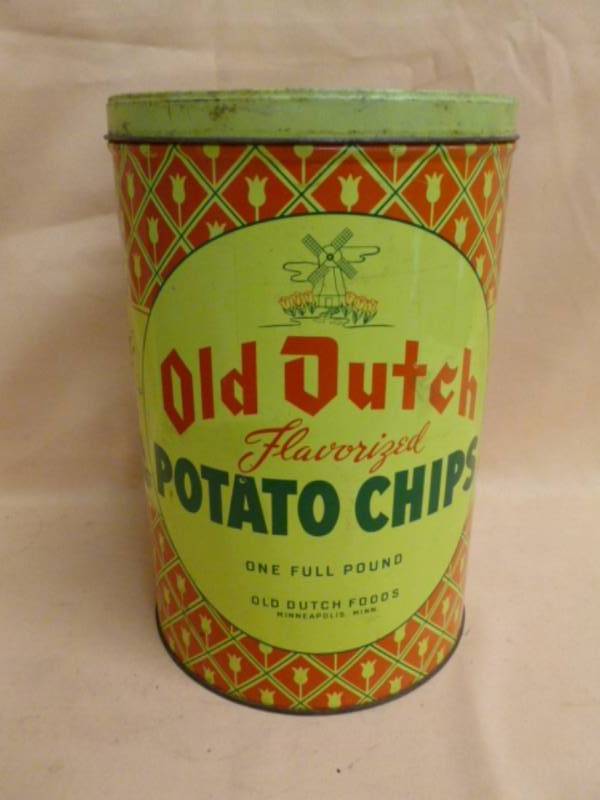 Old Dutch
Flavorized
POTATO CHIPS
ONE FULL POUND
OLD DUTCH FOODS
MINNEAPOLIS, MINN.